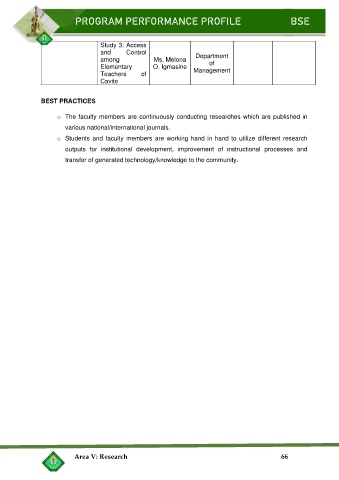 PROGRAM PERFORMANCE PROFILE BSE
Study 3: Access
and Control
among
Elementary
Teachers of
Cavite
Ms. Melona
O. Igmasine
Department
of
Management
BEST PRACTICES
o The faculty members are continuously conducting researches which are published in
various national/international journals.
o Students and faculty members are working hand in hand to utilize different research
outputs for institutional development, improvement of instructional processes and
transfer of generated technology/knowledge to the community.
Area V: Research 66